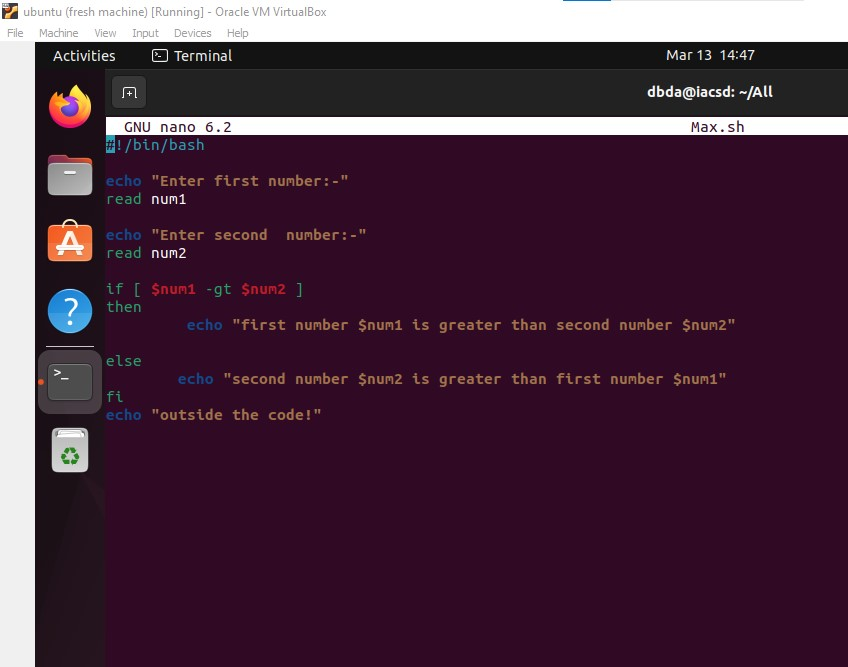 ubuntu (fresh machine) [Running] - Oracle VM VirtualBox
File Machine View Input Devices Help
Activities Terminal Mar 13 14:47
dbda@iacsd: ~/All
GNU nano 6.2 Max.sh
#!/bin/bash
echo "Enter first number:-"
read num1
echo "Enter second  number:-"
read num2
if [ $num1 -gt $num2 ]
then
echo "first number $num1 is greater than second number $num2"
else
echo "second number $num2 is greater than first number $num1"
fi
echo "outside the code!"